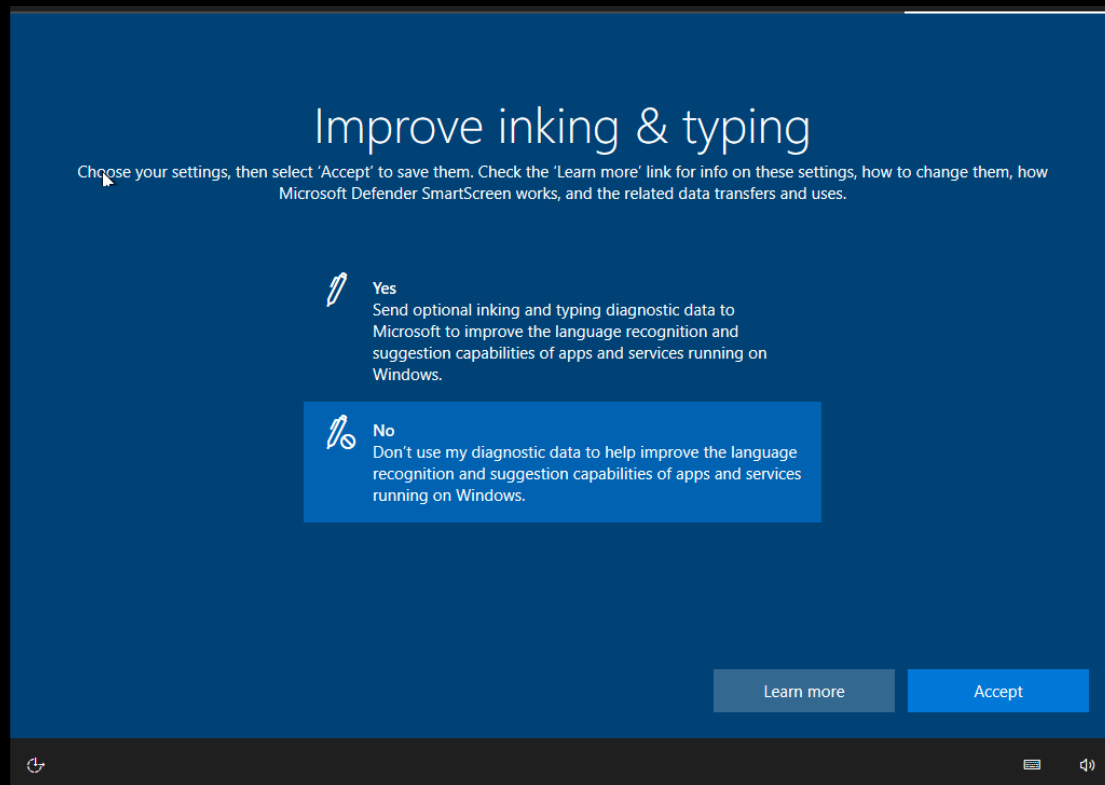 Improve inking & typing
Choose your settings, then select ‘Accept’ to save them. Check the ‘Learn more’ link for info on these settings, how to change them, how
Microsoft Defender SmartScreen works, and the related data transfers and uses.
Yes
Send optional inking and typing diagnostic data to
Microsoft to improve the language recognition and
suggestion capabilities of apps and services running on
Windows.
No
Don’t use my diagnostic data to help improve the language
recognition and suggestion capabilities of apps and services
running on Windows.
Learn more
Accept